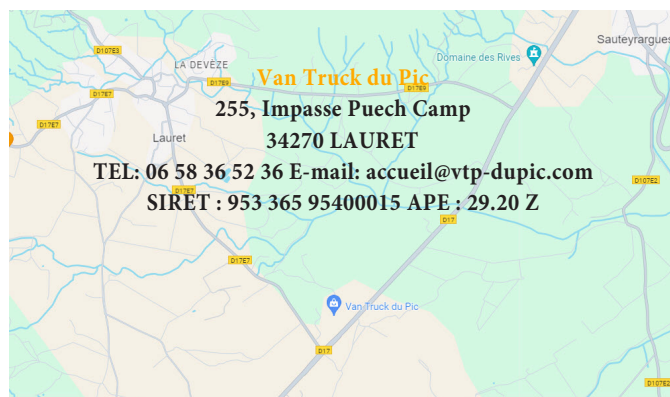 Sauteyrargues
D107E3
Domaine des Rives
LA DEVÈZE
Van Truck du Pic
D17E9
D17E9
255, Impasse Puech Camp
D17E7
D17E7
Lauret
34270 LAURET
TEL: 06 58 36 52 36 E-mail: accueil@vtp-dupic.com
D17E7
D107E2
SIRET : 953 365 95400015 APE : 29.20 Z
D17
D17E7
Van Truck du Pic
D17
D107E2